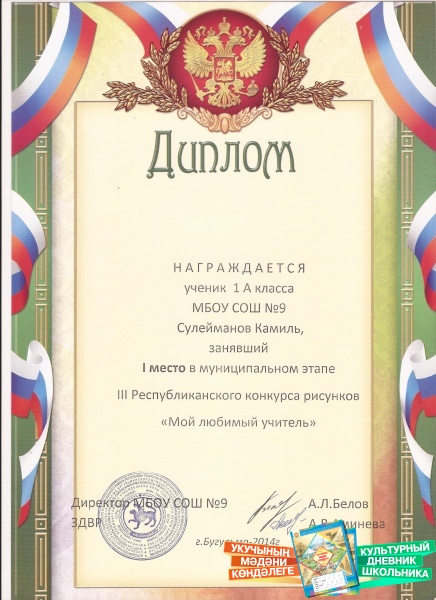 Диплом
НАГРАЖДАЕТСЯ
ученик 1 А класса
МБОУ СОШ №9
Сулейманов Камиль,
занявший
I место в муниципальном этапе
III Республиканского конкурса рисунков
«Мой любимый учитель»
Директор МБОУ СОШ №9 А.Л.Белов
ЗДВР
г.Бугульма-2014г
УКУЧЫНЫҢ
МӘДӘНИ
КӨНДӘЛЕГЕ
КУЛЬТУРНЫЙ
ДНЕВНИК
ШКОЛЬНИКА